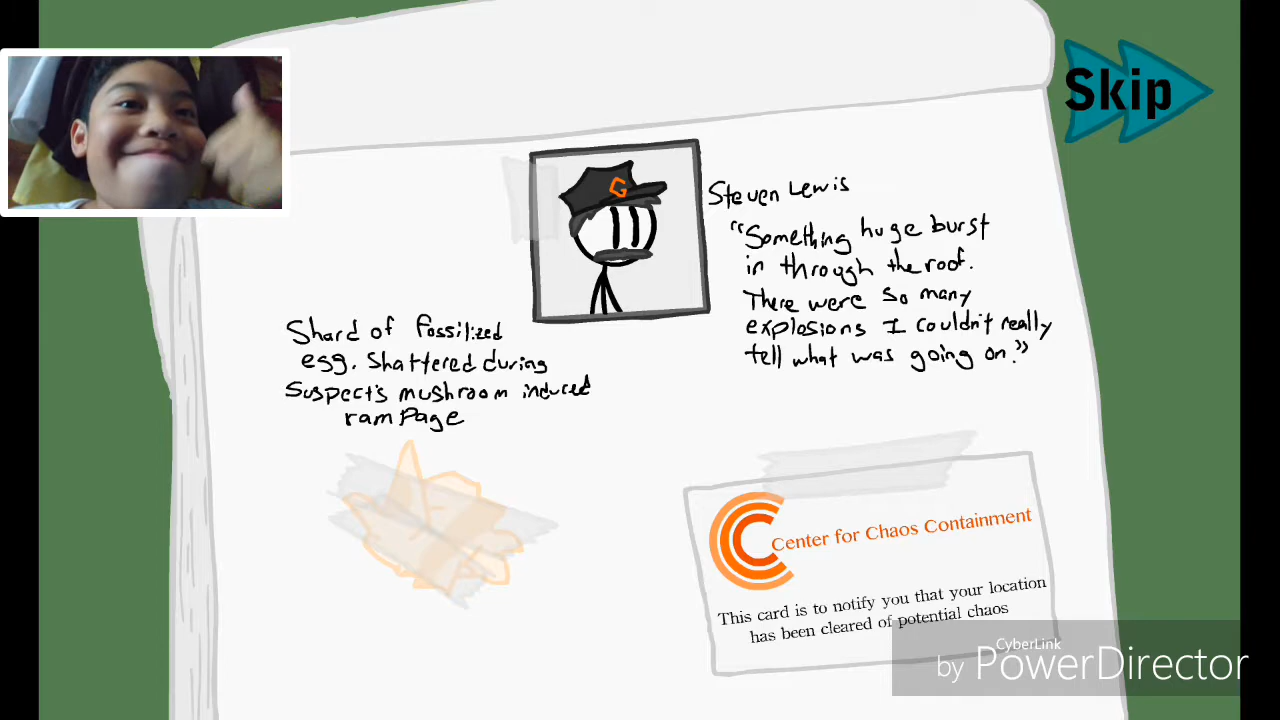 Skip
G
Steven Lewis
"Something huge burst
in through the roof.
There were so many
explosions I couldn't really
tell what was going on."
Shard of fossilized
egg. Shattered during
Suspect's mushroom induced
rampage
Center for Chaos Containment
This card is to notify you that your location
has been cleared of potential chaos
CyberLink
by PowerDirector